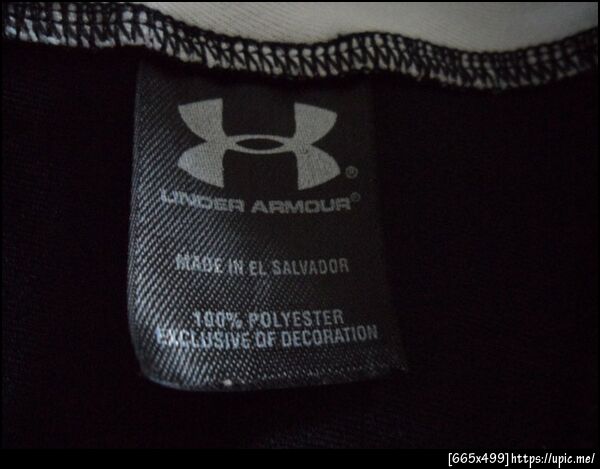 ®
UNDER ARMOUR®
MADE IN EL SALVADOR
100% POLYESTER
EXCLUSIVE OF DECORATION
[665x499]https://upic.me/